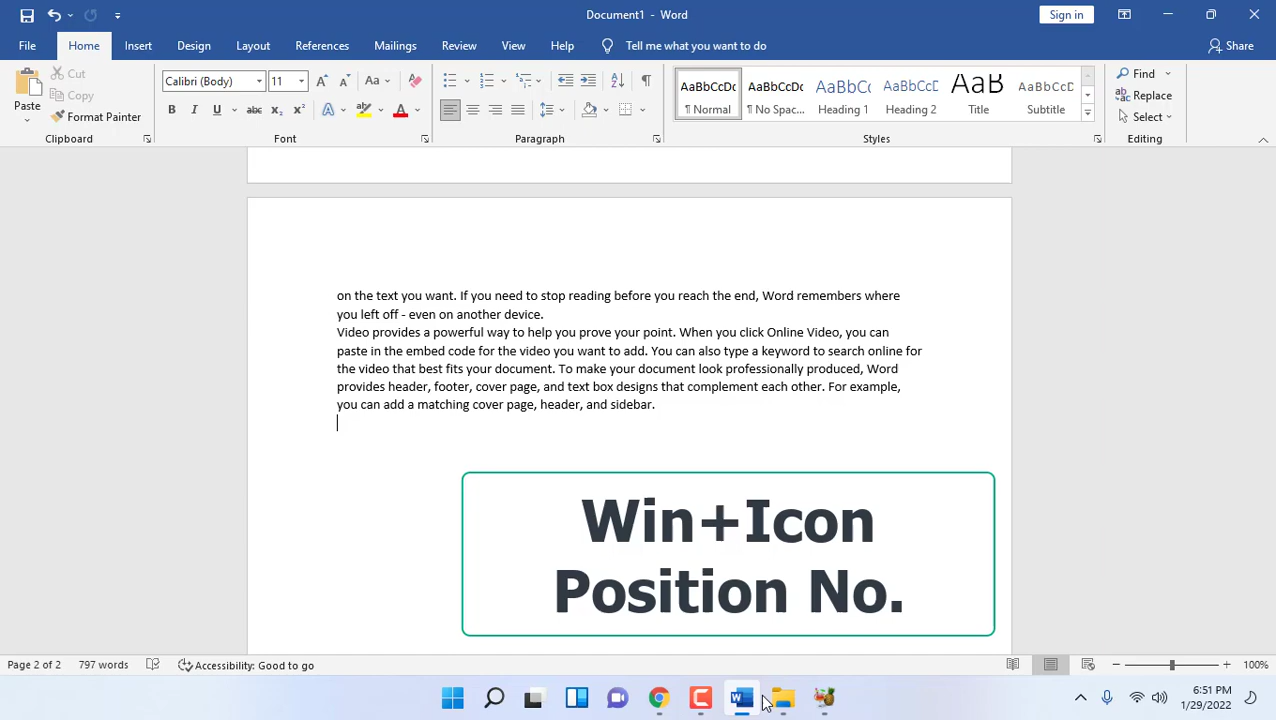 Document1 - Word
Sign in
File Home Insert Design Layout References Mailings Review View Help Tell me what you want to do Share
Paste
Cut
Copy
Format Painter
Calibri (Body) 11
Aa
B I U abc X₂ X² A A
AaBbCcDc
¶ Normal
AaBbCcDc
¶ No Spac...
AaBbCc
Heading 1
AaBbCcD
Heading 2
AaB
Title
AaBbCcD
Subtitle
Find
Replace
Select
Clipboard Font Paragraph Styles Editing
on the text you want. If you need to stop reading before you reach the end, Word remembers where
you left off - even on another device.
Video provides a powerful way to help you prove your point. When you click Online Video, you can
paste in the embed code for the video you want to add. You can also type a keyword to search online for
the video that best fits your document. To make your document look professionally produced, Word
provides header, footer, cover page, and text box designs that complement each other. For example,
you can add a matching cover page, header, and sidebar.
Win+Icon
Position No.
Page 2 of 2 797 words Accessibility: Good to go 100%
6:51 PM
1/29/2022